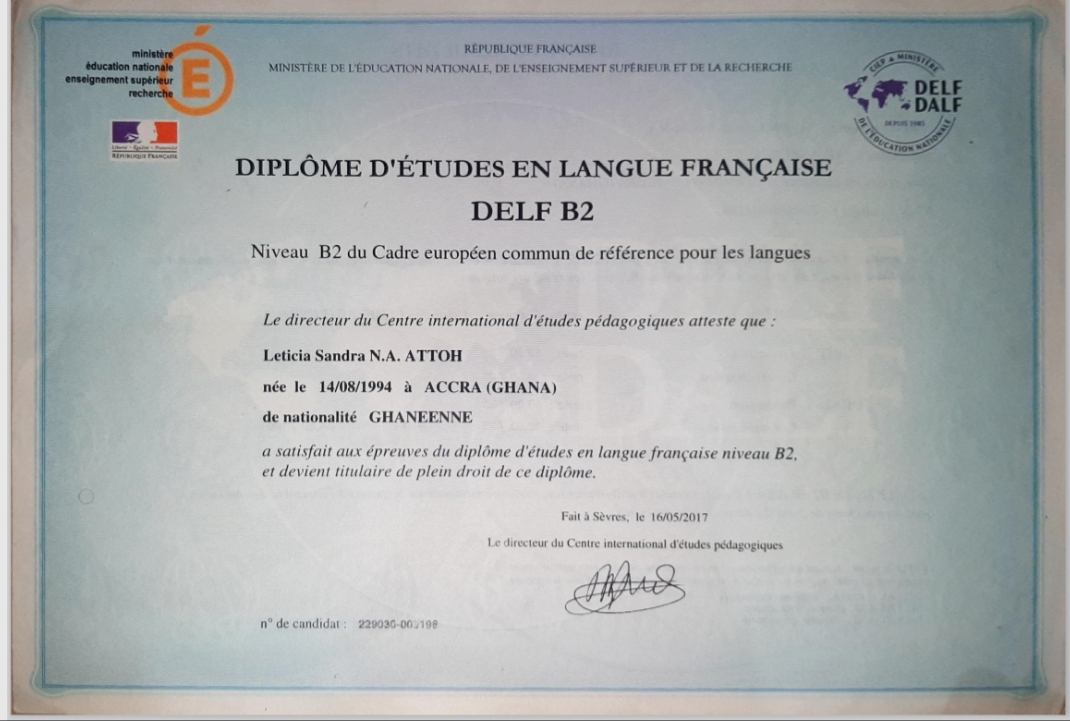 ministère
éducation nationale
enseignement supérieur
recherche
É
Liberté • Égalité • Fraternité
RÉPUBLIQUE FRANÇAISE
RÉPUBLIQUE FRANÇAISE
MINISTÈRE DE L'ÉDUCATION NATIONALE, DE L'ENSEIGNEMENT SUPÉRIEUR ET DE LA RECHERCHE
CIEP & MINISTÈRE
DELF
DALF
DEPUIS 1985
DE L'ÉDUCATION NATIONALE
DIPLÔME D'ÉTUDES EN LANGUE FRANÇAISE
DELF B2
Niveau B2 du Cadre européen commun de référence pour les langues
Le directeur du Centre international d'études pédagogiques atteste que :
Leticia Sandra N.A. ATTOH
née le 14/08/1994 à ACCRA (GHANA)
de nationalité GHANEENNE
a satisfait aux épreuves du diplôme d'études en langue française niveau B2,
et devient titulaire de plein droit de ce diplôme.
Fait à Sèvres, le 16/05/2017
Le directeur du Centre international d'études pédagogiques
n° de candidat :